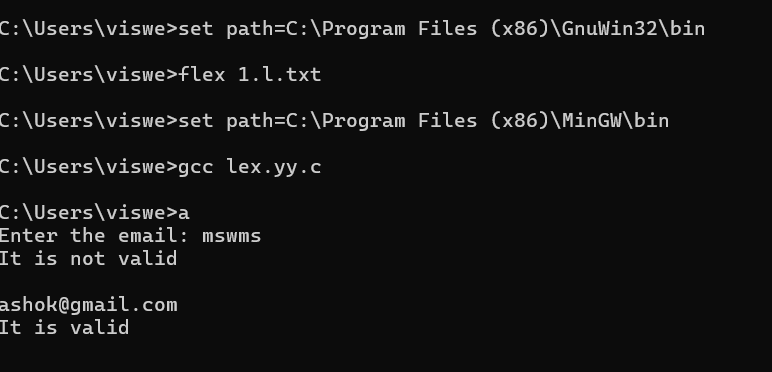 C:\Users\viswe>set path=C:\Program Files (x86)\GnuWin32\bin
C:\Users\viswe>flex 1.l.txt
C:\Users\viswe>set path=C:\Program Files (x86)\MinGW\bin
C:\Users\viswe>gcc lex.yy.c
C:\Users\viswe>a
Enter the email: mswms
It is not valid
ashok@gmail.com
It is valid